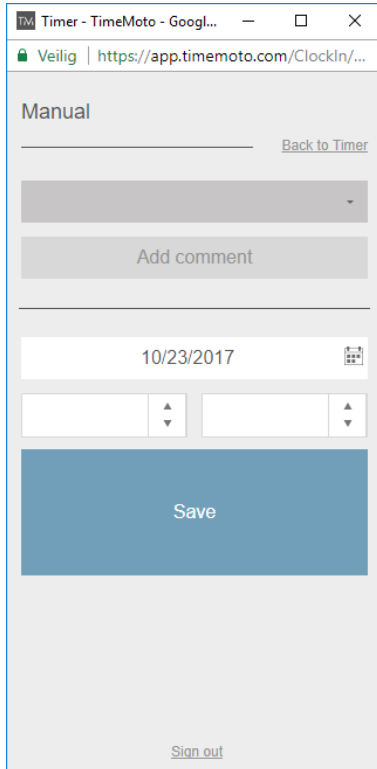 TM Timer - TimeMoto - Googl...
Veilig | https://app.timemoto.com/ClockIn/...
Manual
Back to Timer
Add comment
10/23/2017
Save
Sign out